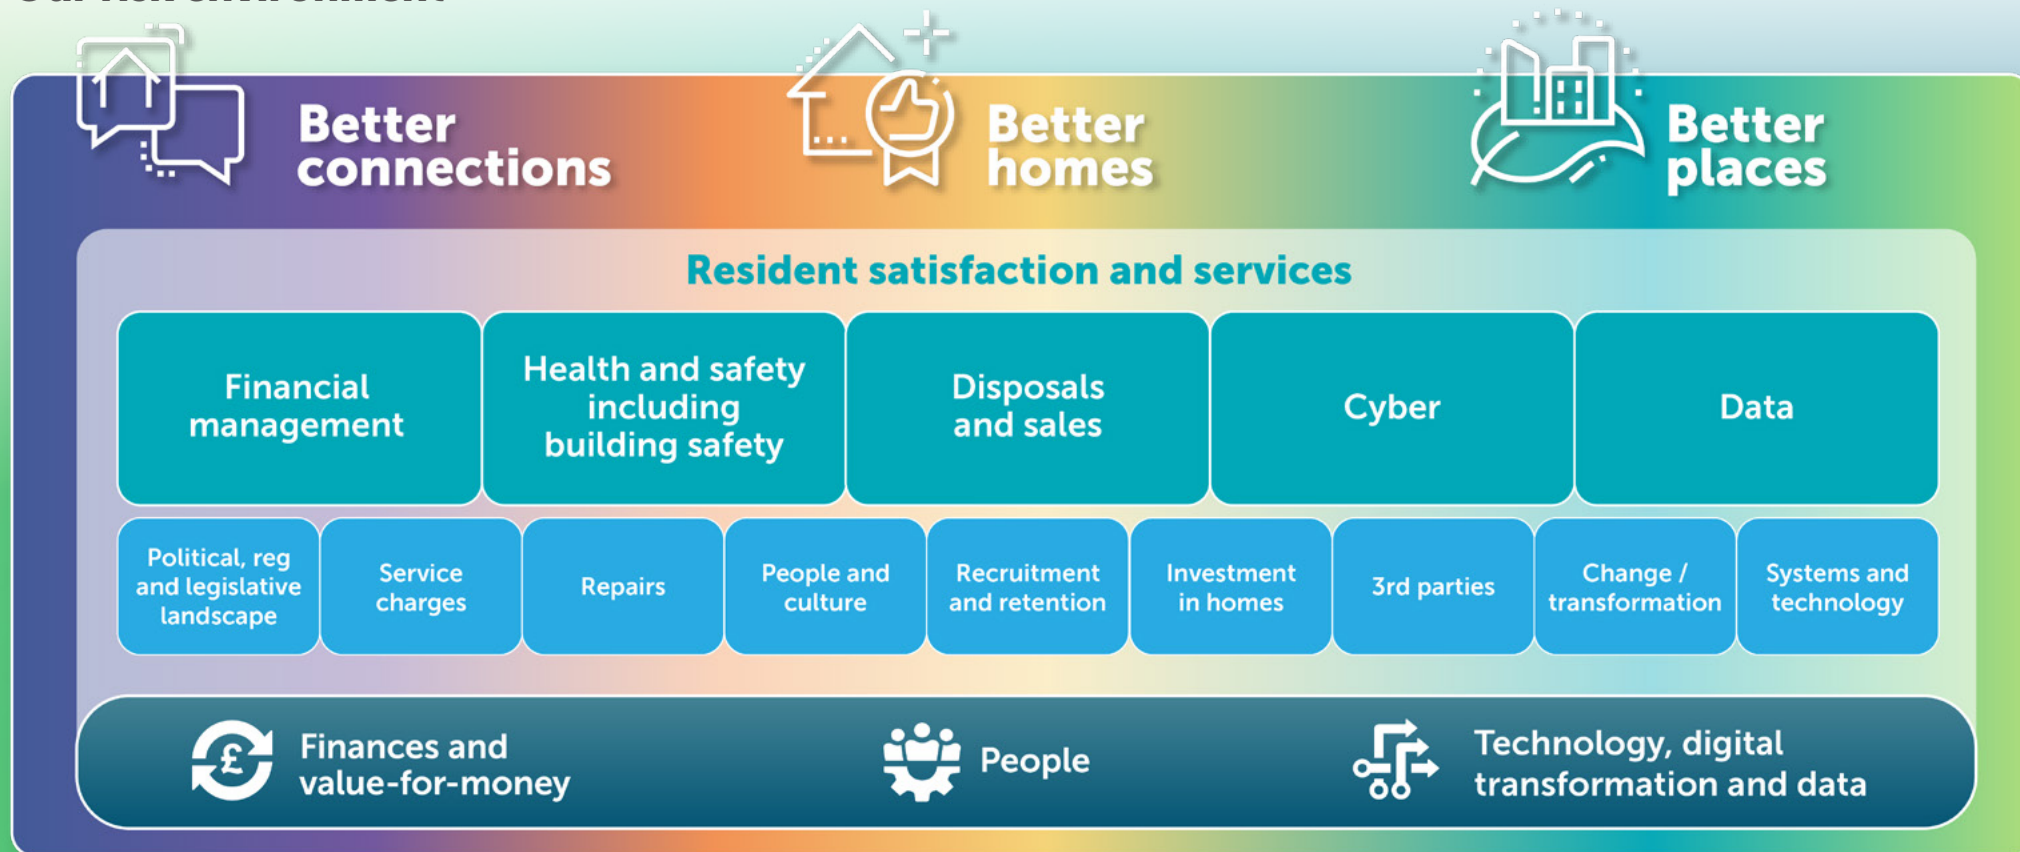 Our risk environment
Better
connections
Better
homes
Better
places
Resident satisfaction and services
Financial
management
Health and safety
including
building safety
Disposals
and sales
Cyber
Data
Political, reg
and legislative
landscape
Service
charges
Repairs
People and
culture
Recruitment
and retention
Investment
in homes
3rd parties
Change /
transformation
Systems and
technology
£
Finances and
value-for-money
People
Technology, digital
transformation and data